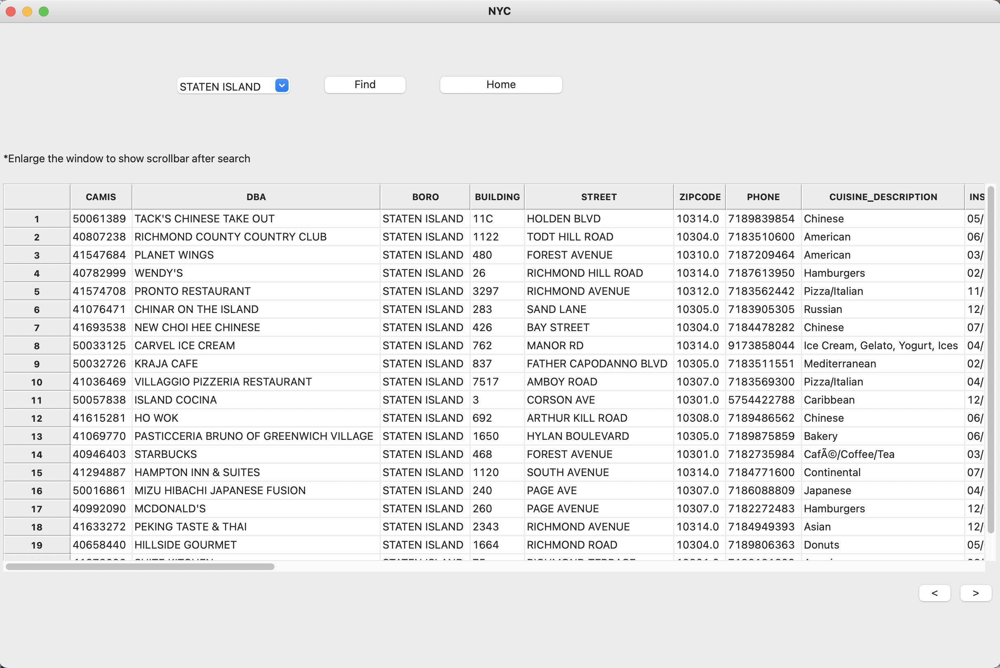 NYC
STATEN ISLAND Find Home
*Enlarge the window to show scrollbar after search
CAMIS DBA BORO BUILDING STREET ZIPCODE PHONE CUISINE_DESCRIPTION INS
1 50061389 TACK'S CHINESE TAKE OUT STATEN ISLAND 11C HOLDEN BLVD 10314.0 7189839854 Chinese 05/
2 40807238 RICHMOND COUNTY COUNTRY CLUB STATEN ISLAND 1122 TODT HILL ROAD 10304.0 7183510600 American 06/
3 41547684 PLANET WINGS STATEN ISLAND 480 FOREST AVENUE 10310.0 7187209464 American 03/
4 40782999 WENDY'S STATEN ISLAND 26 RICHMOND HILL ROAD 10314.0 7187613950 Hamburgers 02/
5 41574708 PRONTO RESTAURANT STATEN ISLAND 3297 RICHMOND AVENUE 10312.0 7183562442 Pizza/Italian 11/
6 41076471 CHINAR ON THE ISLAND STATEN ISLAND 283 SAND LANE 10305.0 7183905305 Russian 12/
7 41693538 NEW CHOI HEE CHINESE STATEN ISLAND 426 BAY STREET 10304.0 7184478282 Chinese 07/
8 50033125 CARVEL ICE CREAM STATEN ISLAND 762 MANOR RD 10314.0 9173858044 Ice Cream, Gelato, Yogurt, Ices 04/
9 50032726 KRAJA CAFE STATEN ISLAND 837 FATHER CAPODANNO BLVD 10305.0 7183511551 Mediterranean 02/
10 41036469 VILLAGGIO PIZZERIA RESTAURANT STATEN ISLAND 7517 AMBOY ROAD 10307.0 7183569300 Pizza/Italian 04/
11 50057838 ISLAND COCINA STATEN ISLAND 3 CORSON AVE 10301.0 5754422788 Caribbean 12/
12 41615281 HO WOK STATEN ISLAND 692 ARTHUR KILL ROAD 10308.0 7189486562 Chinese 06/
13 41069770 PASTICCERIA BRUNO OF GREENWICH VILLAGE STATEN ISLAND 1650 HYLAN BOULEVARD 10305.0 7189875859 Bakery 06/
14 40946403 STARBUCKS STATEN ISLAND 468 FOREST AVENUE 10301.0 7182735984 CafÃ©/Coffee/Tea 03/
15 41294887 HAMPTON INN & SUITES STATEN ISLAND 1120 SOUTH AVENUE 10314.0 7184771600 Continental 07/
16 50016861 MIZU HIBACHI JAPANESE FUSION STATEN ISLAND 240 PAGE AVE 10307.0 7186088809 Japanese 04/
17 40992090 MCDONALD'S STATEN ISLAND 260 PAGE AVENUE 10307.0 7182272483 Hamburgers 12/
18 41633272 PEKING TASTE & THAI STATEN ISLAND 2343 RICHMOND AVENUE 10314.0 7184949393 Asian 12/
19 40658440 HILLSIDE GOURMET STATEN ISLAND 1664 RICHMOND ROAD 10304.0 7189806363 Donuts 05/
< >